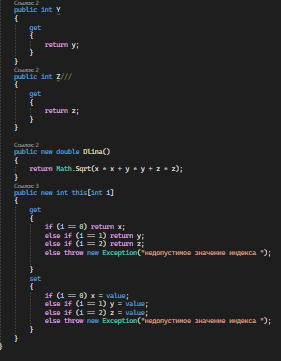 Ссылок: 2
public int Y
{
get
{
return y;
}
}
Ссылок: 2
public int Z///
{
get
{
return z;
}
}
Ссылок: 2
public new double Dlina()
{
return Math.Sqrt(x * x + y * y + z * z);
}
Ссылок: 3
public new int this[int i]
{
get
{
if (i == 0) return x;
else if (i == 1) return y;
else if (i == 2) return z;
else throw new Exception("недопустимое значение индекса ");
}
set
{
if (i == 0) x = value;
else if (i == 1) y = value;
else if (i == 2) z = value;
else throw new Exception("недопустимое значение индекса ");
}
}
}